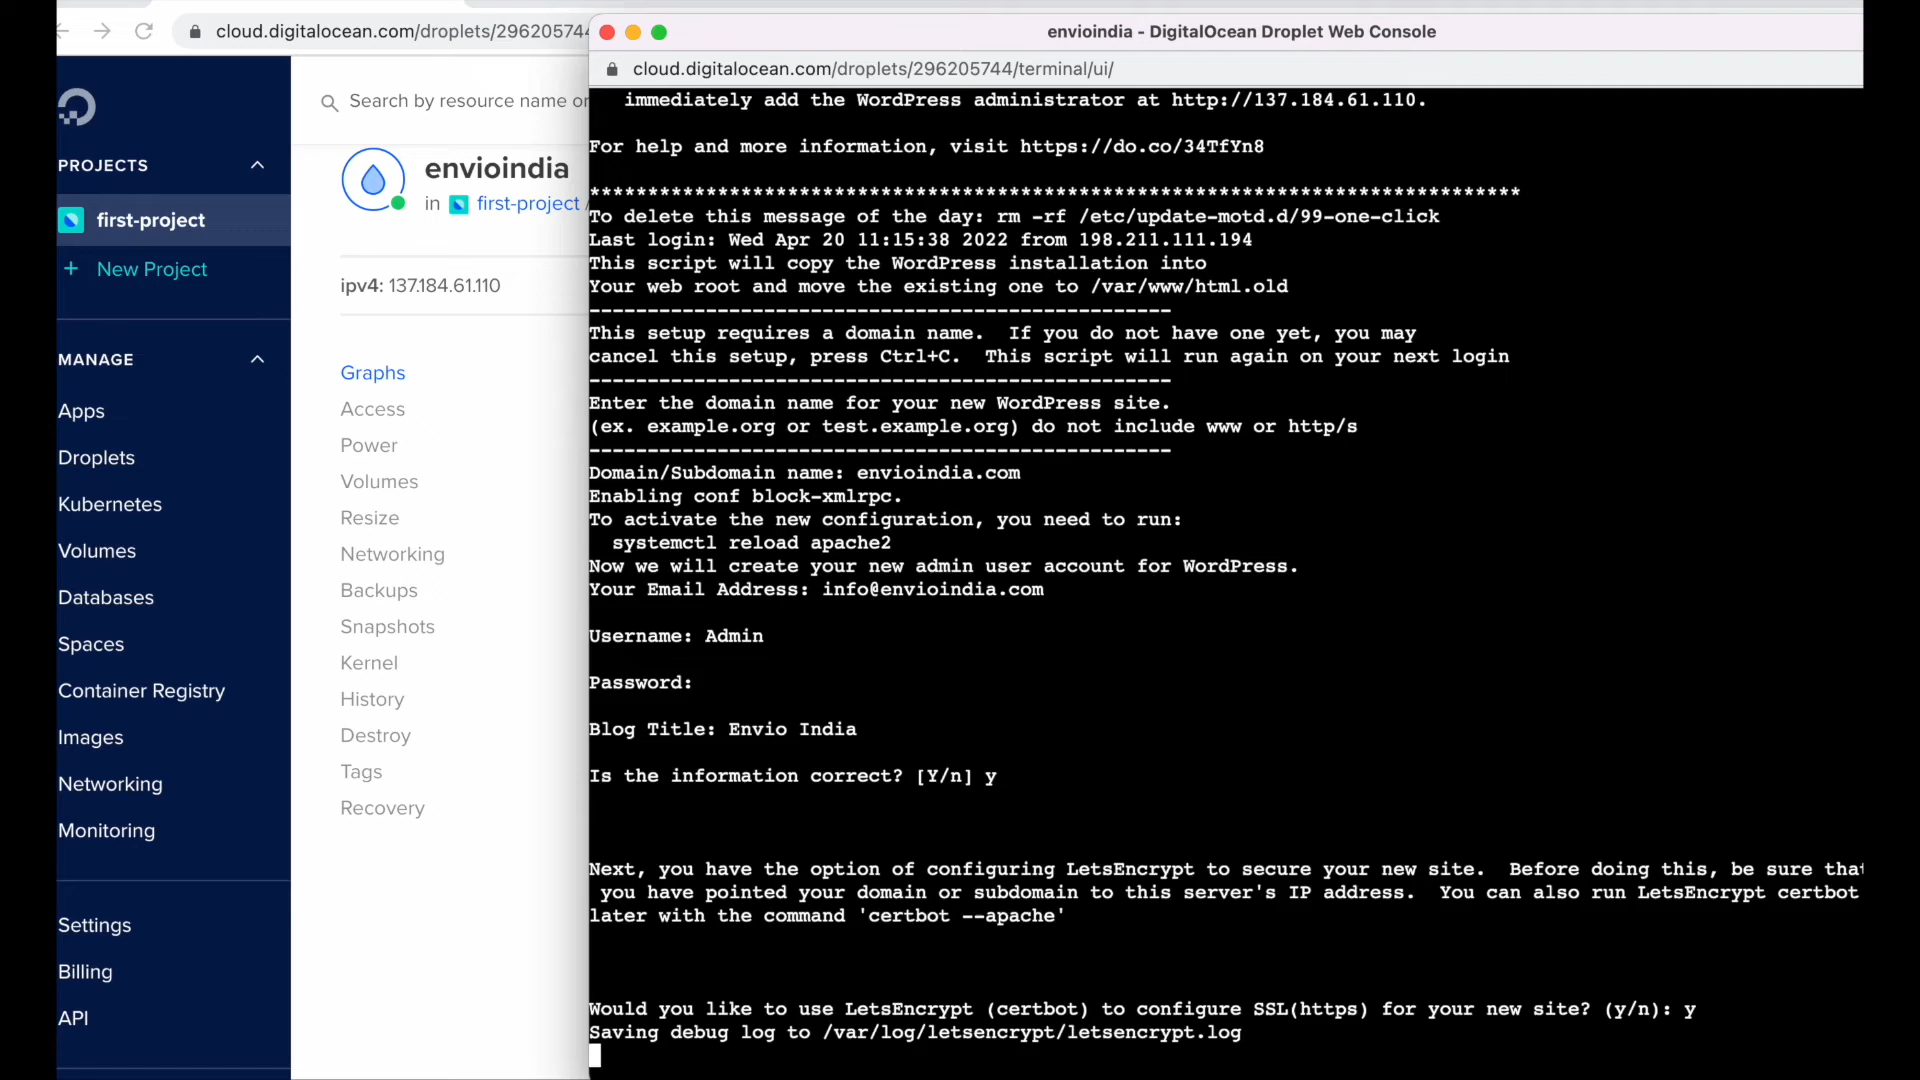 cloud.digitalocean.com/droplets/29620574
envioindia - DigitalOcean Droplet Web Console
cloud.digitalocean.com/droplets/296205744/terminal/ui/
PROJECTS
first-project
+ New Project
MANAGE
Apps
Droplets
Kubernetes
Volumes
Databases
Spaces
Container Registry
Images
Networking
Monitoring
Settings
Billing
API
Search by resource name or
envioindia
in first-project /
ipv4: 137.184.61.110
Graphs
Access
Power
Volumes
Resize
Networking
Backups
Snapshots
Kernel
History
Destroy
Tags
Recovery
immediately add the WordPress administrator at http://137.184.61.110.
For help and more information, visit https://do.co/34TfYn8
********************************************************************************
To delete this message of the day: rm -rf /etc/update-motd.d/99-one-click
Last login: Wed Apr 20 11:15:38 2022 from 198.211.111.194
This script will copy the WordPress installation into
Your web root and move the existing one to /var/www/html.old
--------------------------------------------------
This setup requires a domain name.  If you do not have one yet, you may
cancel this setup, press Ctrl+C.  This script will run again on your next login
--------------------------------------------------
Enter the domain name for your new WordPress site.
(ex. example.org or test.example.org) do not include www or http/s
--------------------------------------------------
Domain/Subdomain name: envioindia.com
Enabling conf block-xmlrpc.
To activate the new configuration, you need to run:
systemctl reload apache2
Now we will create your new admin user account for WordPress.
Your Email Address: info@envioindia.com
Username: Admin
Password:
Blog Title: Envio India
Is the information correct? [Y/n] y
Next, you have the option of configuring LetsEncrypt to secure your new site.  Before doing this, be sure that
you have pointed your domain or subdomain to this server's IP address.  You can also run LetsEncrypt certbot
later with the command 'certbot --apache'
Would you like to use LetsEncrypt (certbot) to configure SSL(https) for your new site? (y/n): y
Saving debug log to /var/log/letsencrypt/letsencrypt.log